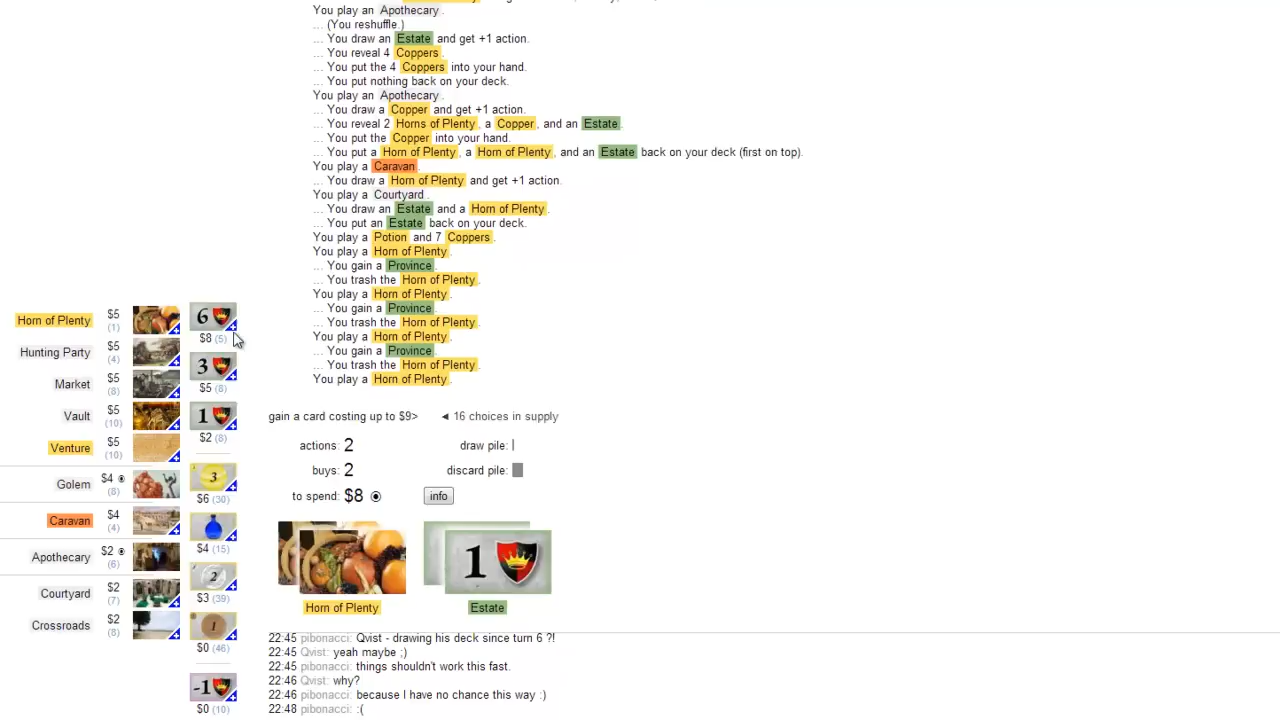 You play an Apothecary.
... (You reshuffle.)
... You draw an Estate and get +1 action.
... You reveal 4 Coppers.
... You put the 4 Coppers into your hand.
... You put nothing back on your deck.
You play an Apothecary.
... You draw a Copper and get +1 action.
... You reveal 2 Horns of Plenty, a Copper, and an Estate.
... You put the Copper into your hand.
... You put a Horn of Plenty, a Horn of Plenty, and an Estate back on your deck (first on top).
You play a Caravan.
... You draw a Horn of Plenty and get +1 action.
You play a Courtyard.
... You draw an Estate and a Horn of Plenty.
... You put an Estate back on your deck.
You play a Potion and 7 Coppers.
You play a Horn of Plenty.
... You gain a Province.
... You trash the Horn of Plenty.
You play a Horn of Plenty.
... You gain a Province.
... You trash the Horn of Plenty.
You play a Horn of Plenty.
... You gain a Province.
... You trash the Horn of Plenty.
You play a Horn of Plenty.
Horn of Plenty $5 (1)
Hunting Party $5 (4)
Market $5 (8)
Vault $5 (10)
Venture $5 (10)
Golem $4 (8)
Caravan $4 (4)
Apothecary $2 (6)
Courtyard $2 (7)
Crossroads $2 (8)
6
$8 (5)
3
$5 (8)
1
$2 (8)
3
$6 (30)
$4 (15)
2
$3 (39)
1
$0 (46)
-1
$0 (10)
gain a card costing up to $9> ◄ 16 choices in supply
actions: 2 draw pile:
buys: 2 discard pile:
to spend: $8 info
1
Horn of Plenty Estate
22:45 pibonacci: Qvist - drawing his deck since turn 6 ?!
22:45 Qvist: yeah maybe ;)
22:45 pibonacci: things shouldn't work this fast.
22:46 Qvist: why?
22:46 pibonacci: because I have no chance this way :)
22:48 pibonacci: :(